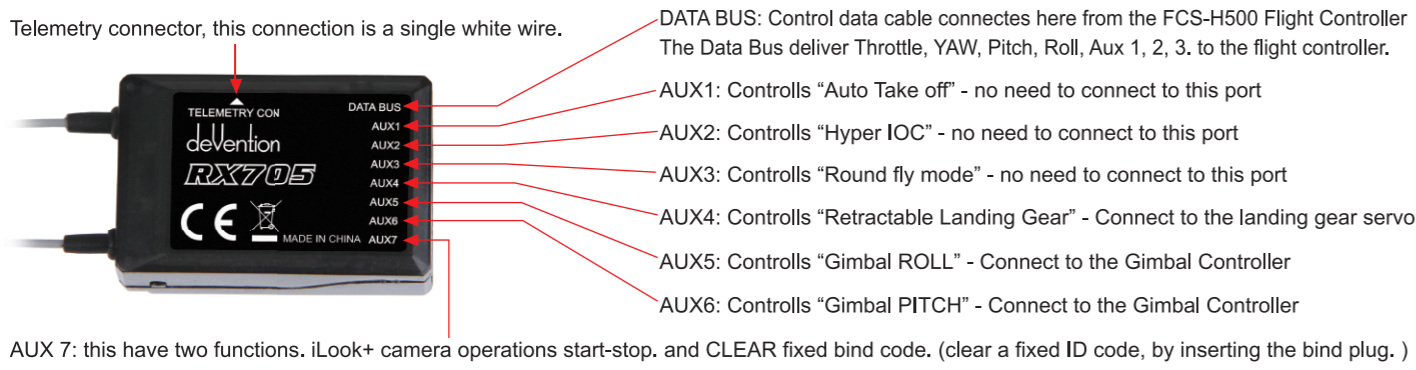 Telemetry connector, this connection is a single white wire.
DATA BUS: Control data cable connectes here from the FCS-H500 Flight Controller
The Data Bus deliver Throttle, YAW, Pitch, Roll, Aux 1, 2, 3. to the flight controller.
AUX1: Controlls “Auto Take off” - no need to connect to this port
AUX2: Controlls “Hyper IOC” - no need to connect to this port
AUX3: Controlls “Round fly mode” - no need to connect to this port
AUX4: Controlls “Retractable Landing Gear” - Connect to the landing gear servo
AUX5: Controlls “Gimbal ROLL” - Connect to the Gimbal Controller
AUX6: Controlls “Gimbal PITCH” - Connect to the Gimbal Controller
TELEMETRY CON
deVention
RX705
CE
MADE IN CHINA
DATA BUS
AUX1
AUX2
AUX3
AUX4
AUX5
AUX6
AUX7
AUX 7: this have two functions. iLook+ camera operations start-stop. and CLEAR fixed bind code. (clear a fixed ID code, by inserting the bind plug. )